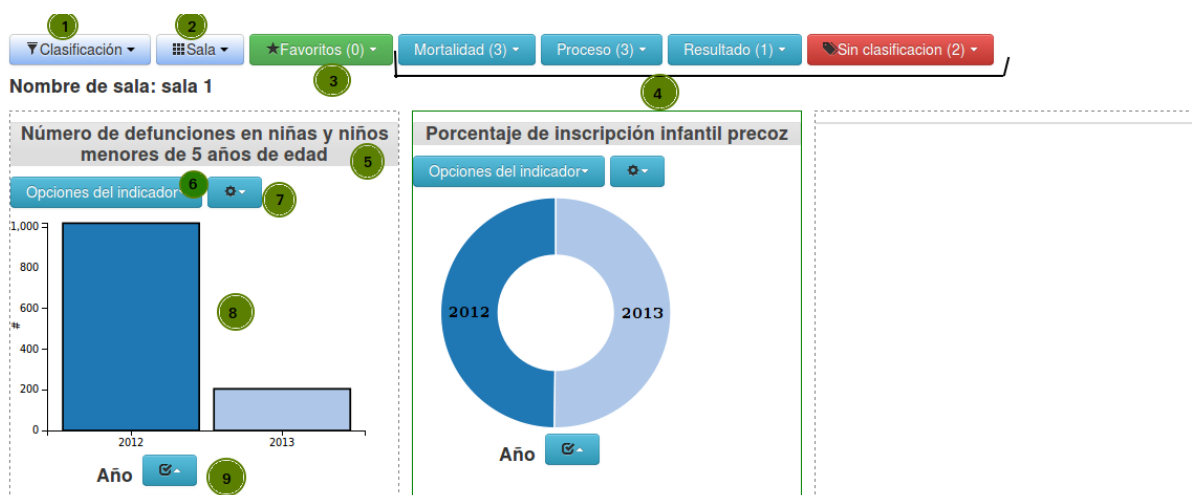 1 2
Clasificación Sala Favoritos (0) Mortalidad (3) Proceso (3) Resultado (1) Sin clasificacion (2)
3 4
Nombre de sala: sala 1
Número de defunciones en niñas y niños
menores de 5 años de edad
5
Opciones del indicador
6
7
1,000
800
600
400
200
0
#
8
2012 2013
Año
9
Porcentaje de inscripción infantil precoz
Opciones del indicador
2012 2013
Año